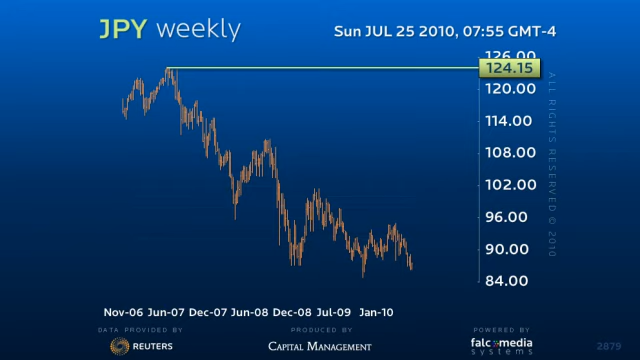 JPY weekly
Sun JUL 25 2010, 07:55 GMT-4
126.00
124.15
120.00
114.00
108.00
102.00
96.00
90.00
84.00
ALL RIGHTS RESERVED © 2010
Nov-06 Jun-07 Dec-07 Jun-08 Dec-08 Jul-09 Jan-10
DATA PROVIDED BY
REUTERS
PRODUCED BY
CAPITAL MANAGEMENT
POWERED BY
falc media
systems
2879